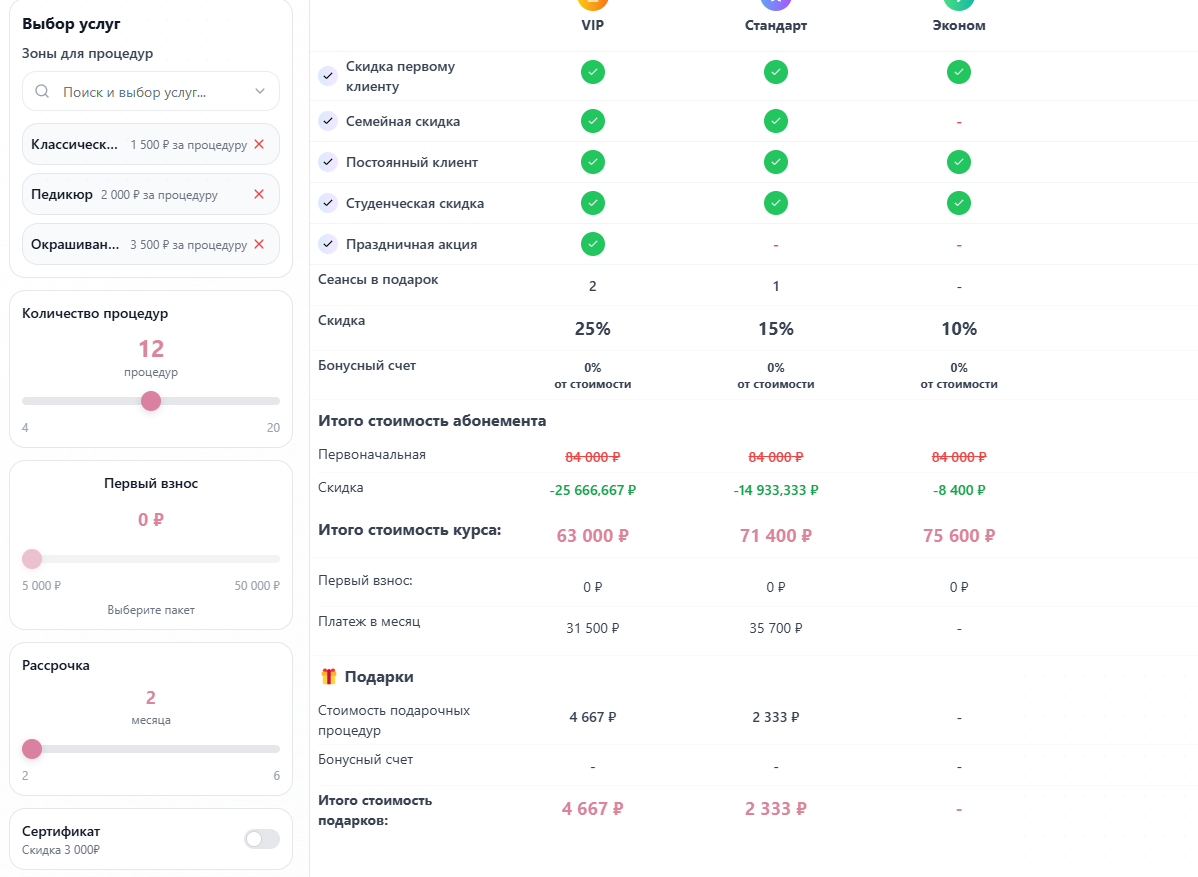 Выбор услуг
Зоны для процедур
Поиск и выбор услуг...
Классическ... 1 500 ₽ за процедуру
Педикюр 2 000 ₽ за процедуру
Окрашиван... 3 500 ₽ за процедуру
Количество процедур
12
процедур
4 20
Первый взнос
0 ₽
5 000 ₽ 50 000 ₽
Выберите пакет
Рассрочка
2
месяца
2 6
Сертификат
Скидка 3 000₽
VIP Стандарт Эконом
Скидка первому
клиенту
Семейная скидка -
Постоянный клиент
Студенческая скидка
Праздничная акция - -
Сеансы в подарок 2 1 -
Скидка 25% 15% 10%
Бонусный счет 0% 0% 0%
от стоимости от стоимости от стоимости
Итого стоимость абонемента
Первоначальная 84 000 ₽ 84 000 ₽ 84 000 ₽
Скидка -25 666,667 ₽ -14 933,333 ₽ -8 400 ₽
Итого стоимость курса: 63 000 ₽ 71 400 ₽ 75 600 ₽
Первый взнос: 0 ₽ 0 ₽ 0 ₽
Платеж в месяц 31 500 ₽ 35 700 ₽ -
Подарки
Стоимость подарочных
процедур 4 667 ₽ 2 333 ₽ -
Бонусный счет - - -
Итого стоимость
подарков: 4 667 ₽ 2 333 ₽ -